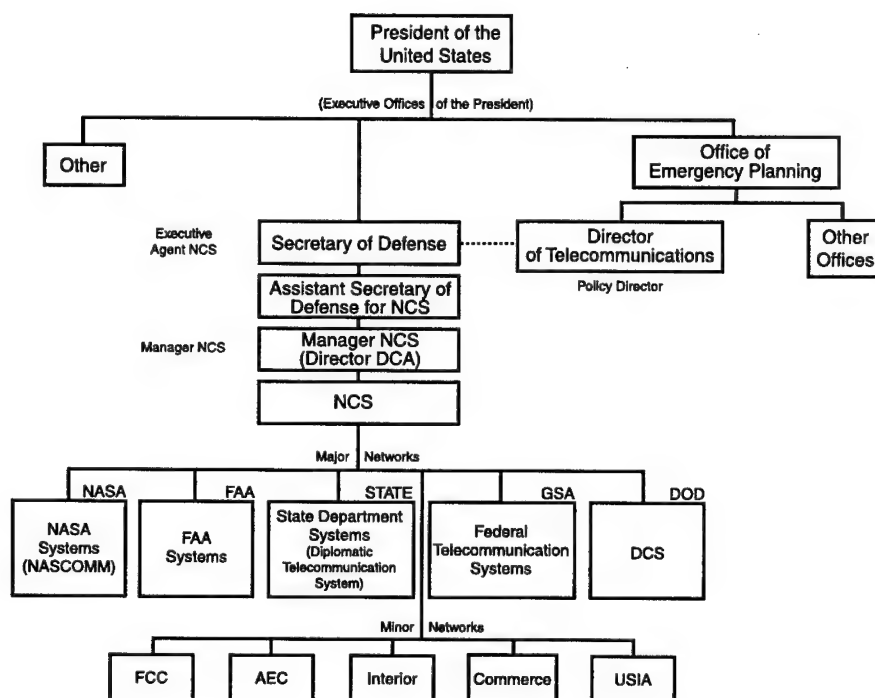 President of the
United States
(Executive Offices of the President)
Other
Office of
Emergency Planning
Executive
Agent NCS
Secretary of Defense
Director
of Telecommunications
Other
Offices
Policy Director
Assistant Secretary of
Defense for NCS
Manager NCS
Manager NCS
(Director DCA)
NCS
Major Networks
NASA
FAA
STATE
GSA
DOD
NASA
Systems
(NASCOMM)
FAA
Systems
State Department
Systems
(Diplomatic
Telecommunication
System)
Federal
Telecommunication
Systems
DCS
Minor Networks
FCC
AEC
Interior
Commerce
USIA